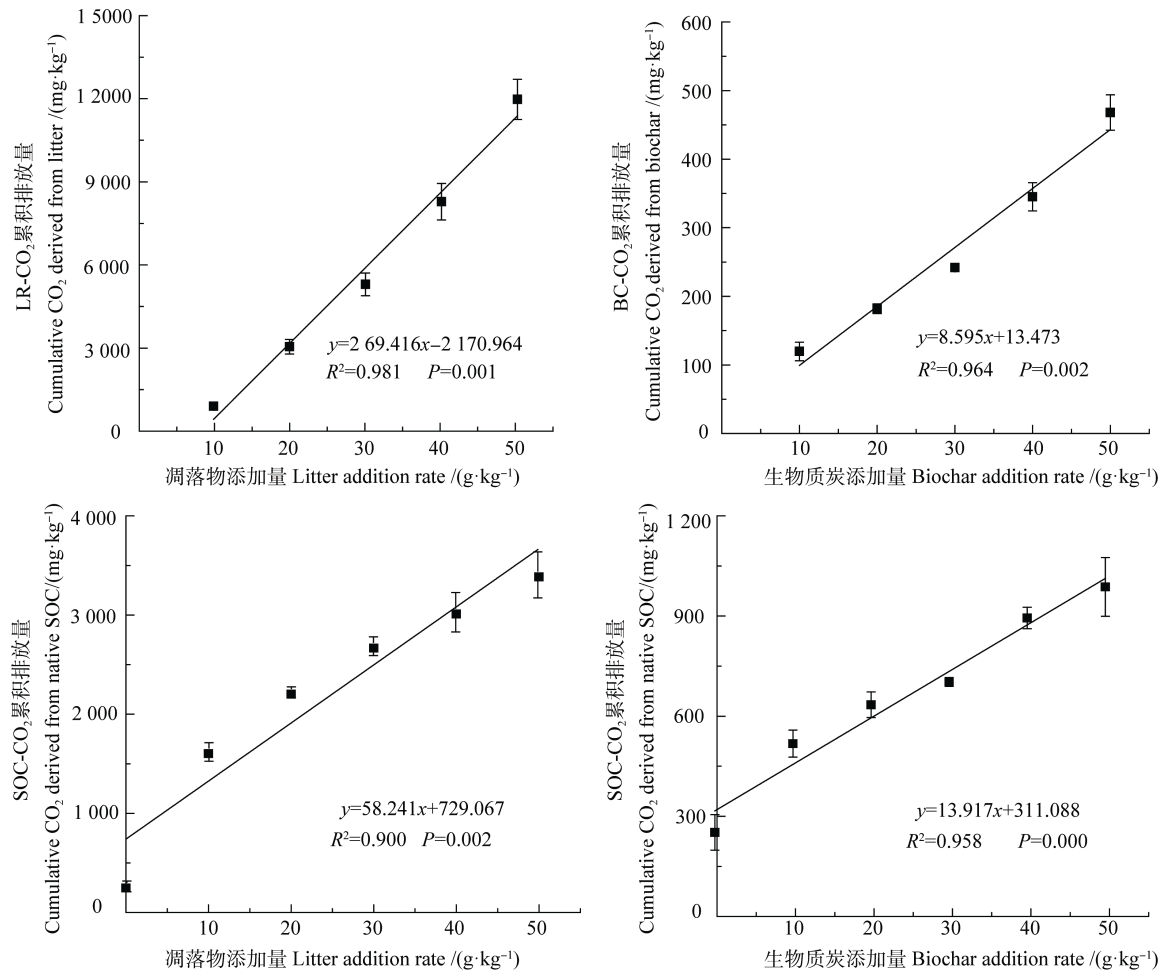 LR-CO₂累积排放量
Cumulative CO₂ derived from litter /(mg·kg⁻¹)
1 5000
1 2000
9 000
6 000
3 000
0
y=2 69.416x−2 170.964
R²=0.981 P=0.001
10 20 30 40 50
凋落物添加量 Litter addition rate /(g·kg⁻¹)
BC-CO₂累积排放量
Cumulative CO₂ derived from biochar /(mg·kg⁻¹)
600
500
400
300
200
100
0
y=8.595x+13.473
R²=0.964 P=0.002
10 20 30 40 50
生物质炭添加量 Biochar addition rate /(g·kg⁻¹)
SOC-CO₂累积排放量
Cumulative CO₂ derived from native SOC/(mg·kg⁻¹)
4 000
3 000
2 000
1 000
0
y=58.241x+729.067
R²=0.900 P=0.002
10 20 30 40 50
凋落物添加量 Litter addition rate /(g·kg⁻¹)
SOC-CO₂累积排放量
Cumulative CO₂ derived from native SOC/(mg·kg⁻¹)
1 200
900
600
300
0
y=13.917x+311.088
R²=0.958 P=0.000
10 20 30 40 50
生物质炭添加量 Biochar addition rate /(g·kg⁻¹)